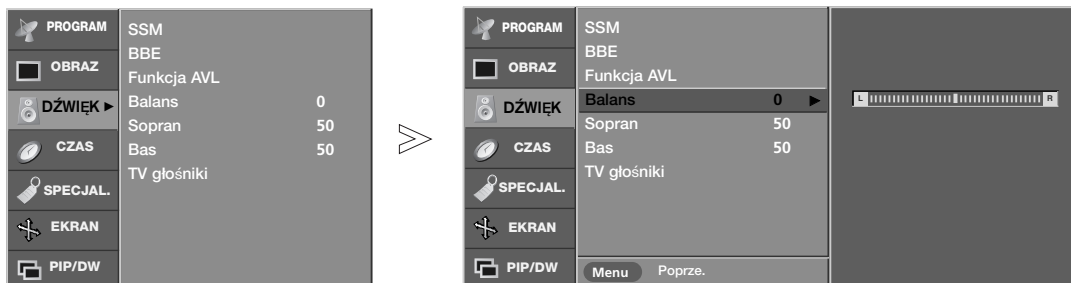 PROGRAM
OBRAZ
DŹWIĘK ►
CZAS
SPECJAL.
EKRAN
PIP/DW
SSM
BBE
Funkcja AVL
Balans 0
Sopran 50
Bas 50
TV głośniki
PROGRAM
OBRAZ
DŹWIĘK
CZAS
SPECJAL.
EKRAN
PIP/DW
SSM
BBE
Funkcja AVL
Balans 0 ►
Sopran 50
Bas 50
TV głośniki
Menu Poprze.
L R